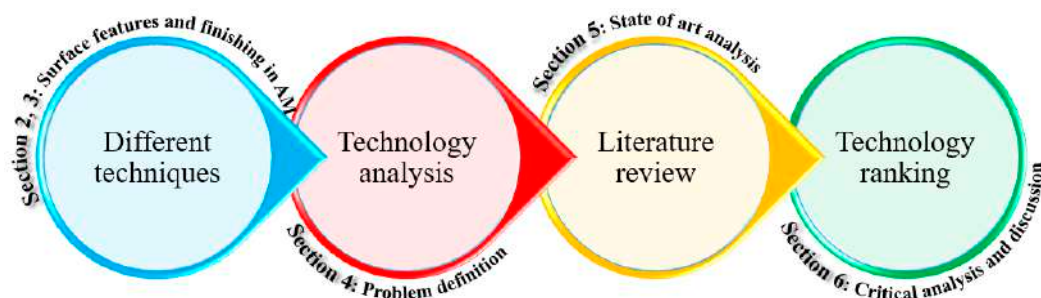 Section 2, 3: Surface features and finishing in AM
Different
techniques
Technology
analysis
Section 4: Problem definition
Section 5: State of art analysis
Literature
review
Technology
ranking
Section 6: Critical analysis and discussion